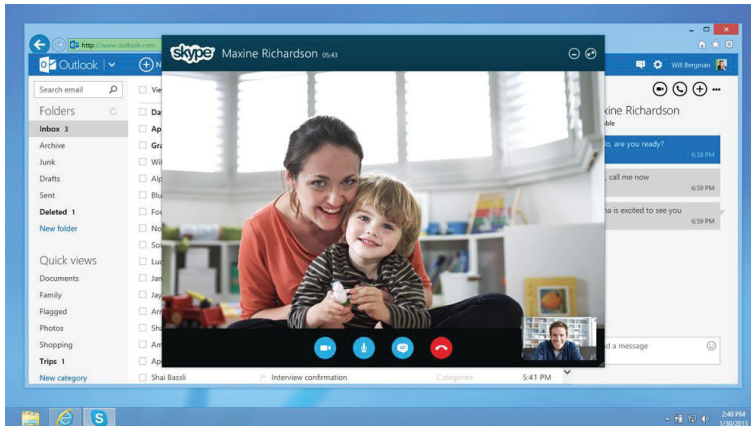 http://www.outlook.com
skype Maxine Richardson 05:43
Outlook
Will Bergman
Search email
Folders
Inbox 3
Archive
Junk
Drafts
Sent
Deleted 1
New folder
Quick views
Documents
Family
Flagged
Photos
Shopping
Trips 1
New category
Shai Bassli
Interview confirmation
Categories
5:41 PM
Richardson
are you ready?
6:58 PM
call me now
6:59 PM
is excited to see you
6:59 PM
a message
2:40 PM
1/30/2013